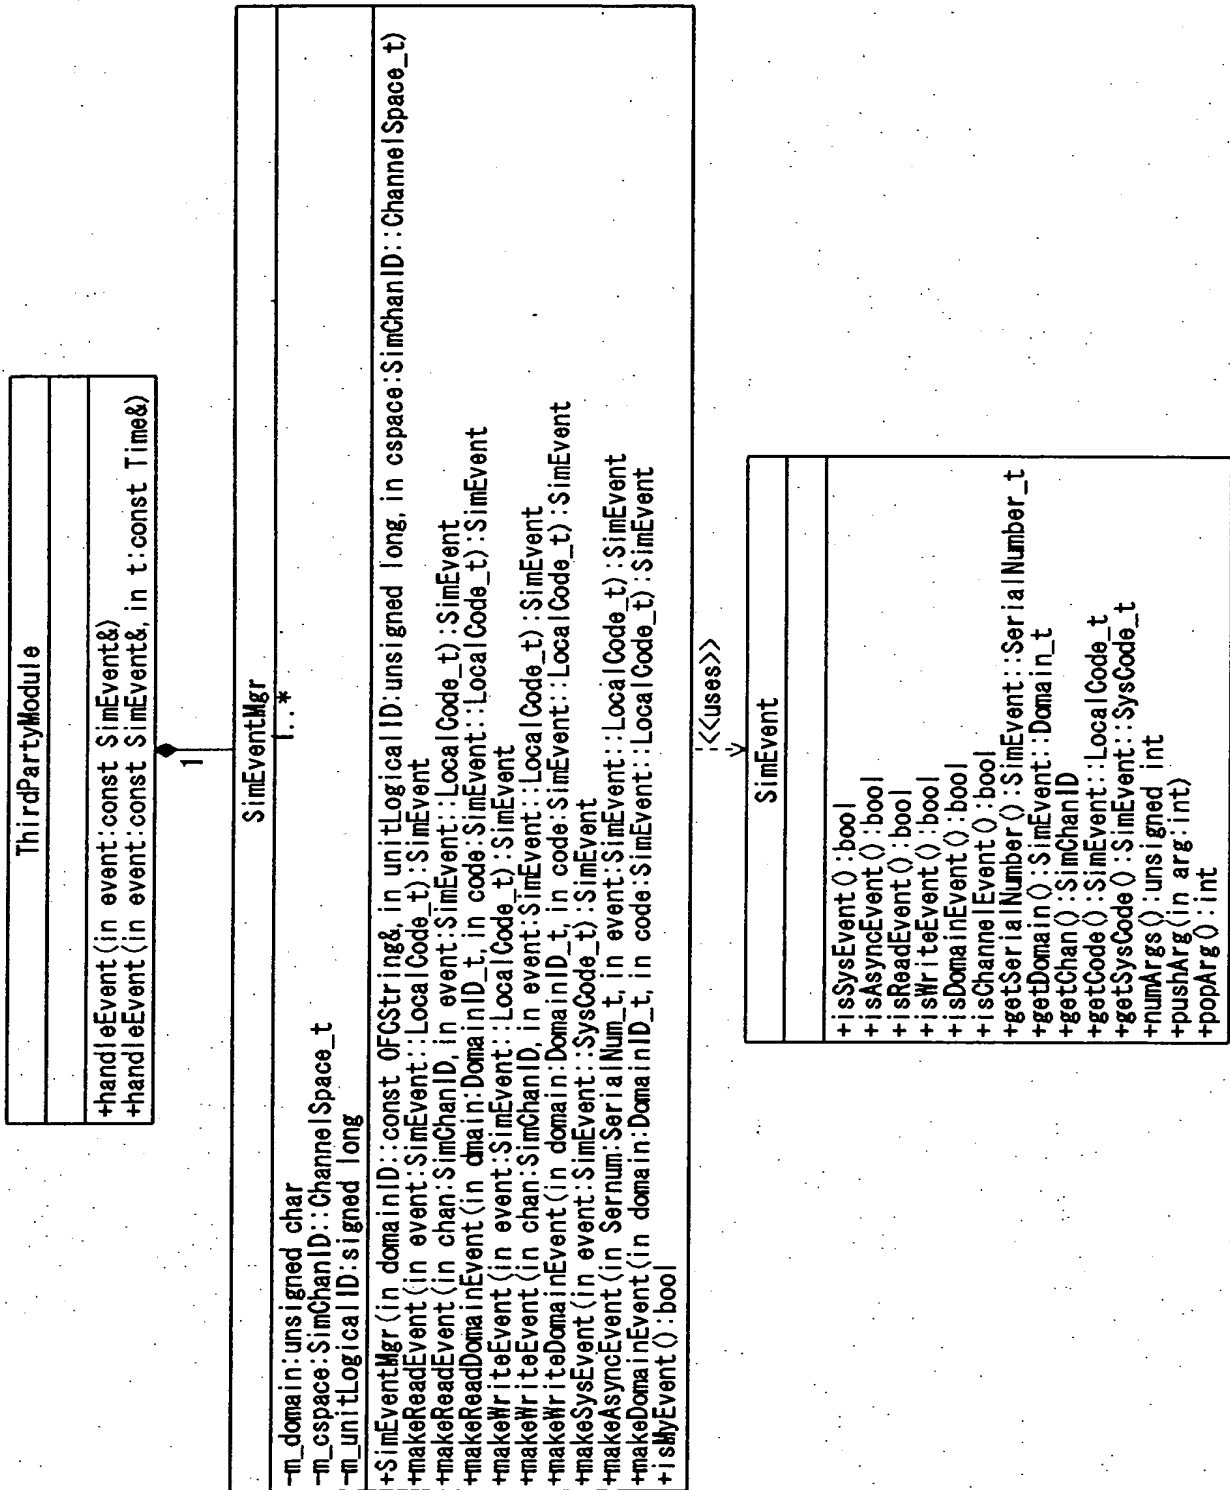 ThirdPartyModule
+handleEvent(in event:const SimEvent&)
+handleEvent(in event:const SimEvent&, in t:const Time&)
1
SimEventMgr
1..*
-m_domain:unsigned char
-m_cspace:SimChanID::ChannelSpace_t
-m_unitLogicalID:signed long
+SimEventMgr(in domainID::const OFCString&, in unitLogicalID:unsigned long, in cspace:SimChanID::ChannelSpace_t)
+makeReadEvent(in event:SimEvent::LocalCode_t):SimEvent
+makeReadEvent(in chan:SimChanID, in event:SimEvent::LocalCode_t):SimEvent
+makeReadDomainEvent(in dmain:DomainID_t, in code:SimEvent::LocalCode_t):SimEvent
+makeWriteEvent(in event:SimEvent::LocalCode_t):SimEvent
+makeWriteEvent(in chan:SimChanID, in event:SimEvent::LocalCode_t):SimEvent
+makeWriteDomainEvent(in domain:DomainID_t, in code:SimEvent::LocalCode_t):SimEvent
+makeSysEvent(in event:SimEvent::SysCode_t):SimEvent
+makeAsyncEvent(in Sernum:SerialNum_t, in event:SimEvent::LocalCode_t):SimEvent
+makeDomainEvent(in domain:DomainID_t, in code:SimEvent::LocalCode_t):SimEvent
+isMyEvent():bool
<<uses>>
SimEvent
+isSysEvent():bool
+isAsyncEvent():bool
+isReadEvent():bool
+isWriteEvent():bool
+isDomainEvent():bool
+isChannelEvent():bool
+getSerialNumber():SimEvent::SerialNumber_t
+getDomain():SimEvent::Domain_t
+getChan():SimChanID
+getCode():SimEvent::LocalCode_t
+getSysCode():SimEvent::SysCode_t
+numArgs():unsigned int
+pushArg(in arg:int)
+popArg():int